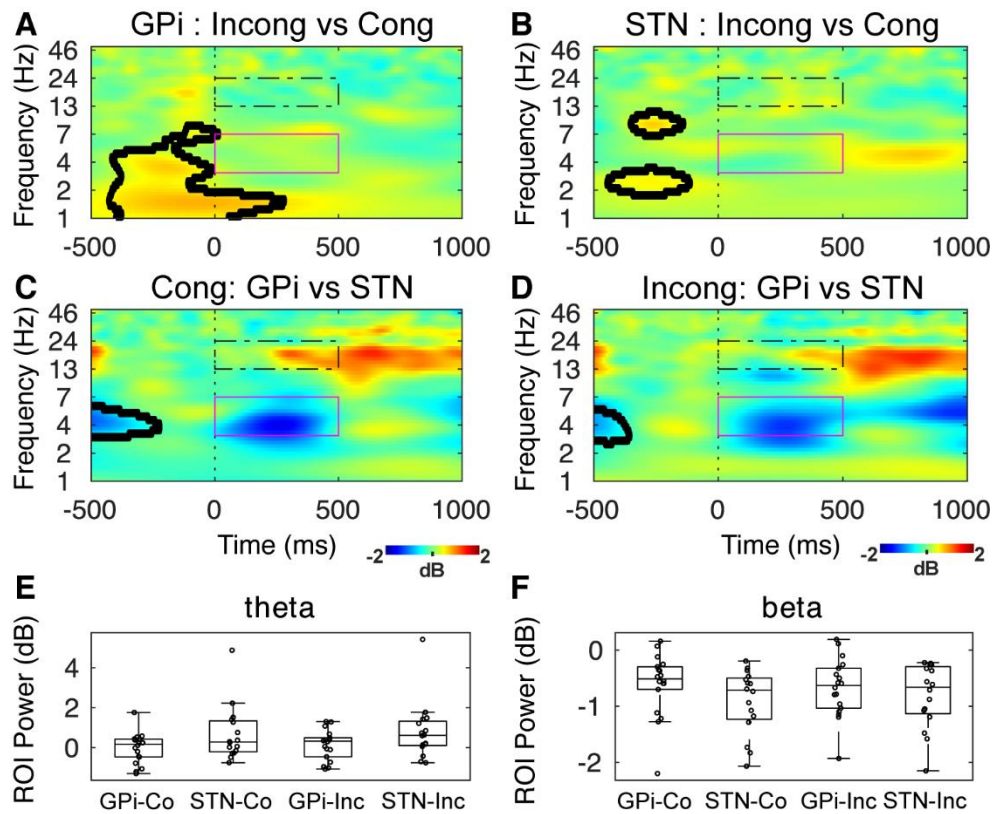 A GPi : Incong vs Cong
Frequency (Hz)
46
24
13
7
4
2
1
-500 0 500 1000
B STN : Incong vs Cong
Frequency (Hz)
46
24
13
7
4
2
1
-500 0 500 1000
C Cong: GPi vs STN
Frequency (Hz)
46
24
13
7
4
2
1
-500 0 500 1000
Time (ms)
-2 2
dB
D Incong: GPi vs STN
Frequency (Hz)
46
24
13
7
4
2
1
-500 0 500 1000
Time (ms)
-2 2
dB
E theta
ROI Power (dB)
4
2
0
GPi-Co STN-Co GPi-Inc STN-Inc
F beta
ROI Power (dB)
-0
-1
-2
GPi-Co STN-Co GPi-Inc STN-Inc